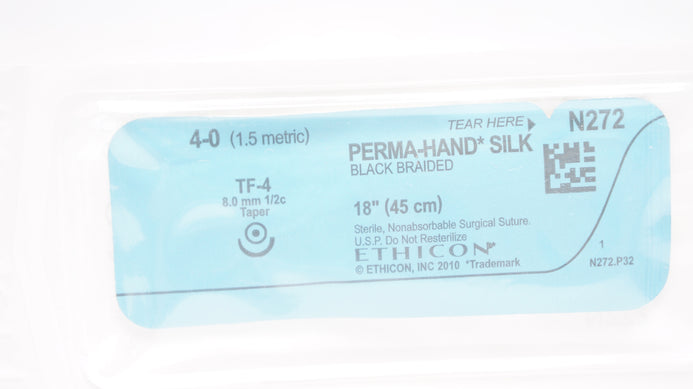 4-0 (1.5 metric)
TF-4
8.0 mm 1/2c
Taper
TEAR HERE
N272
PERMA-HAND* SILK
BLACK BRAIDED
18" (45 cm)
Sterile, Nonabsorbable Surgical Suture.
U.S.P. Do Not Resterilize
ETHICON
© ETHICON, INC 2010 *Trademark
1
N272.P32